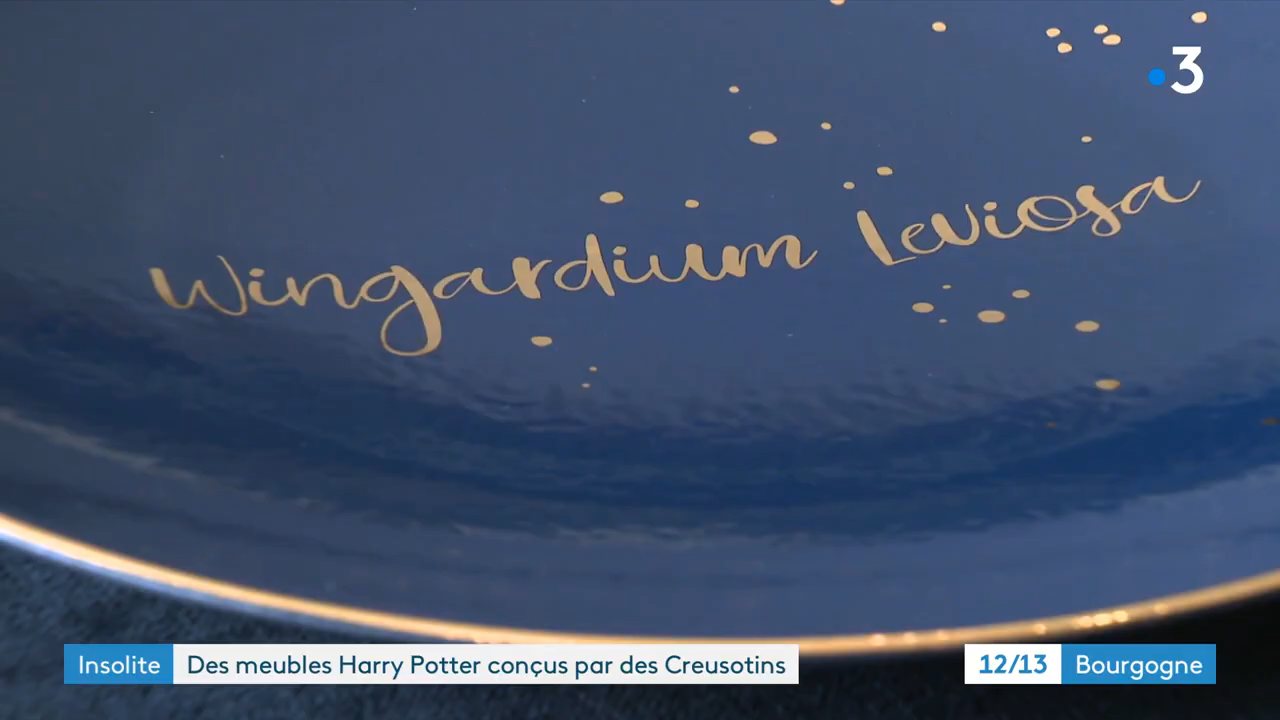 3
Wingardium Leviosa
Insolite Des meubles Harry Potter conçus par des Creusotins 12/13 Bourgogne